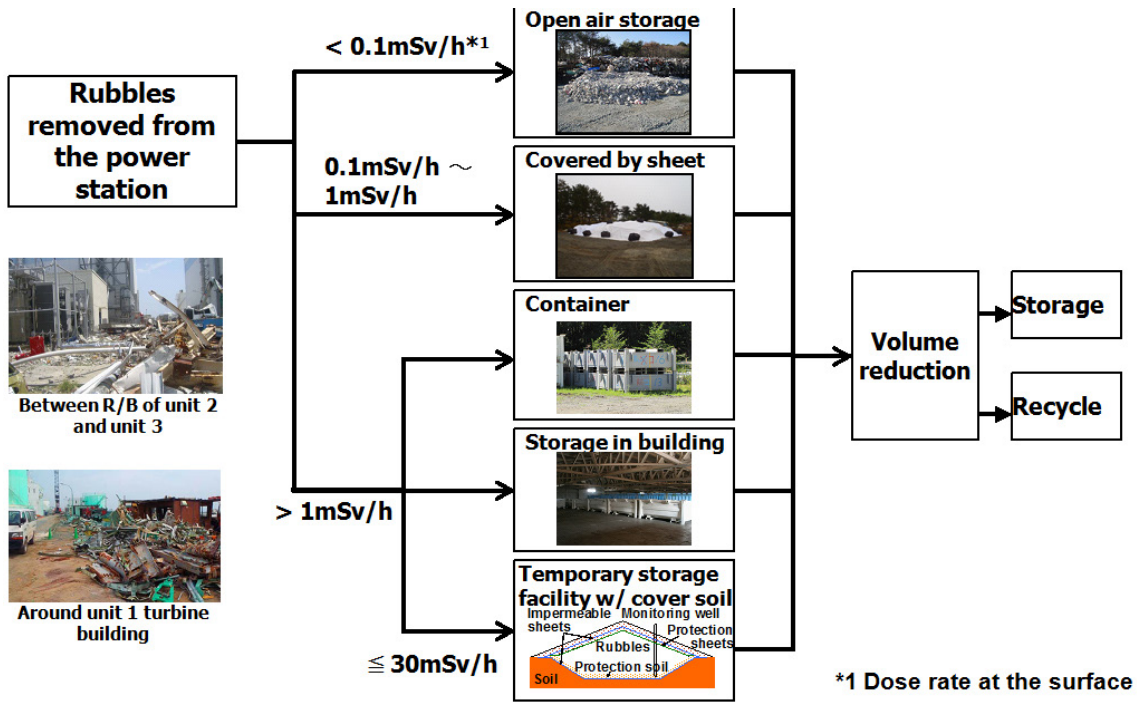 Rubbles
removed from
the power
station
Between R/B of unit 2
and unit 3
Around unit 1 turbine
building
< 0.1mSv/h*1
0.1mSv/h ～
1mSv/h
> 1mSv/h
≦ 30mSv/h
Open air storage
Covered by sheet
Container
Storage in building
Temporary storage
facility w/ cover soil
Impermeable
sheets
Monitoring well
Protection
sheets
Rubbles
Protection soil
Soil
Volume
reduction
Storage
Recycle
*1 Dose rate at the surface